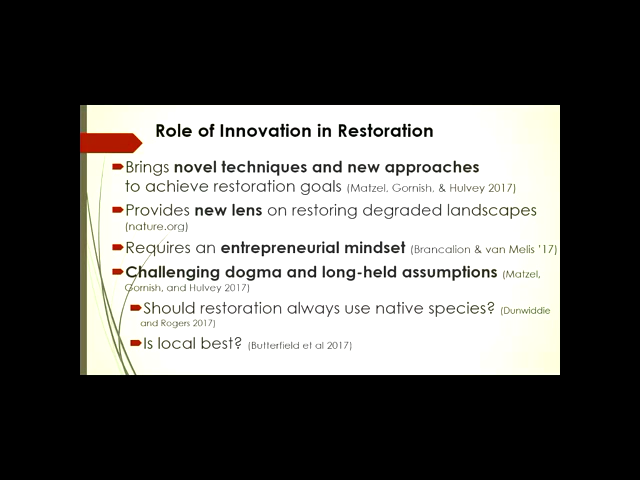 Role of Innovation in Restoration
Brings novel techniques and new approaches
to achieve restoration goals (Matzel, Gornish, & Hulvey 2017)
Provides new lens on restoring degraded landscapes
(nature.org)
Requires an entrepreneurial mindset (Brancalion & van Melis '17)
Challenging dogma and long-held assumptions (Matzel,
Gornish, and Hulvey 2017)
Should restoration always use native species? (Dunwiddie
and Rogers 2017)
Is local best? (Butterfield et al 2017)